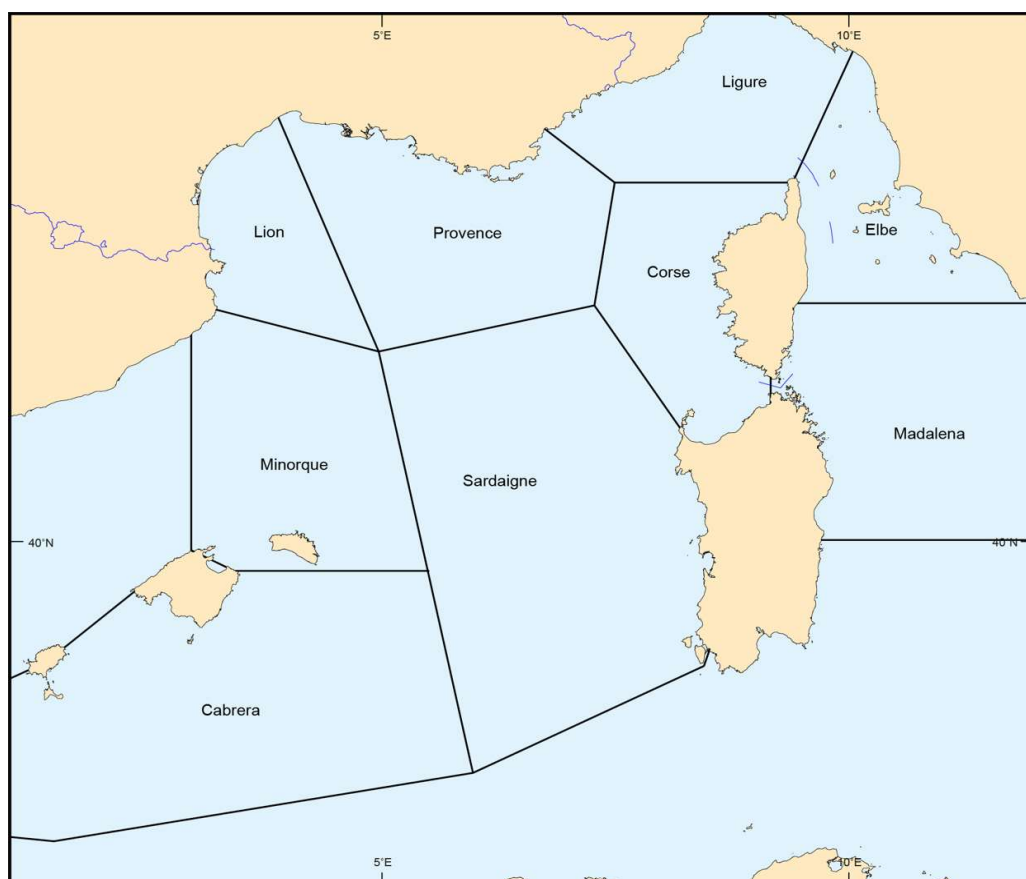 5°E
10°E
Ligure
Lion
Provence
Elbe
Corse
Madalena
Minorque
Sardaigne
40°N
40°N
Cabrera
5°E
10°E